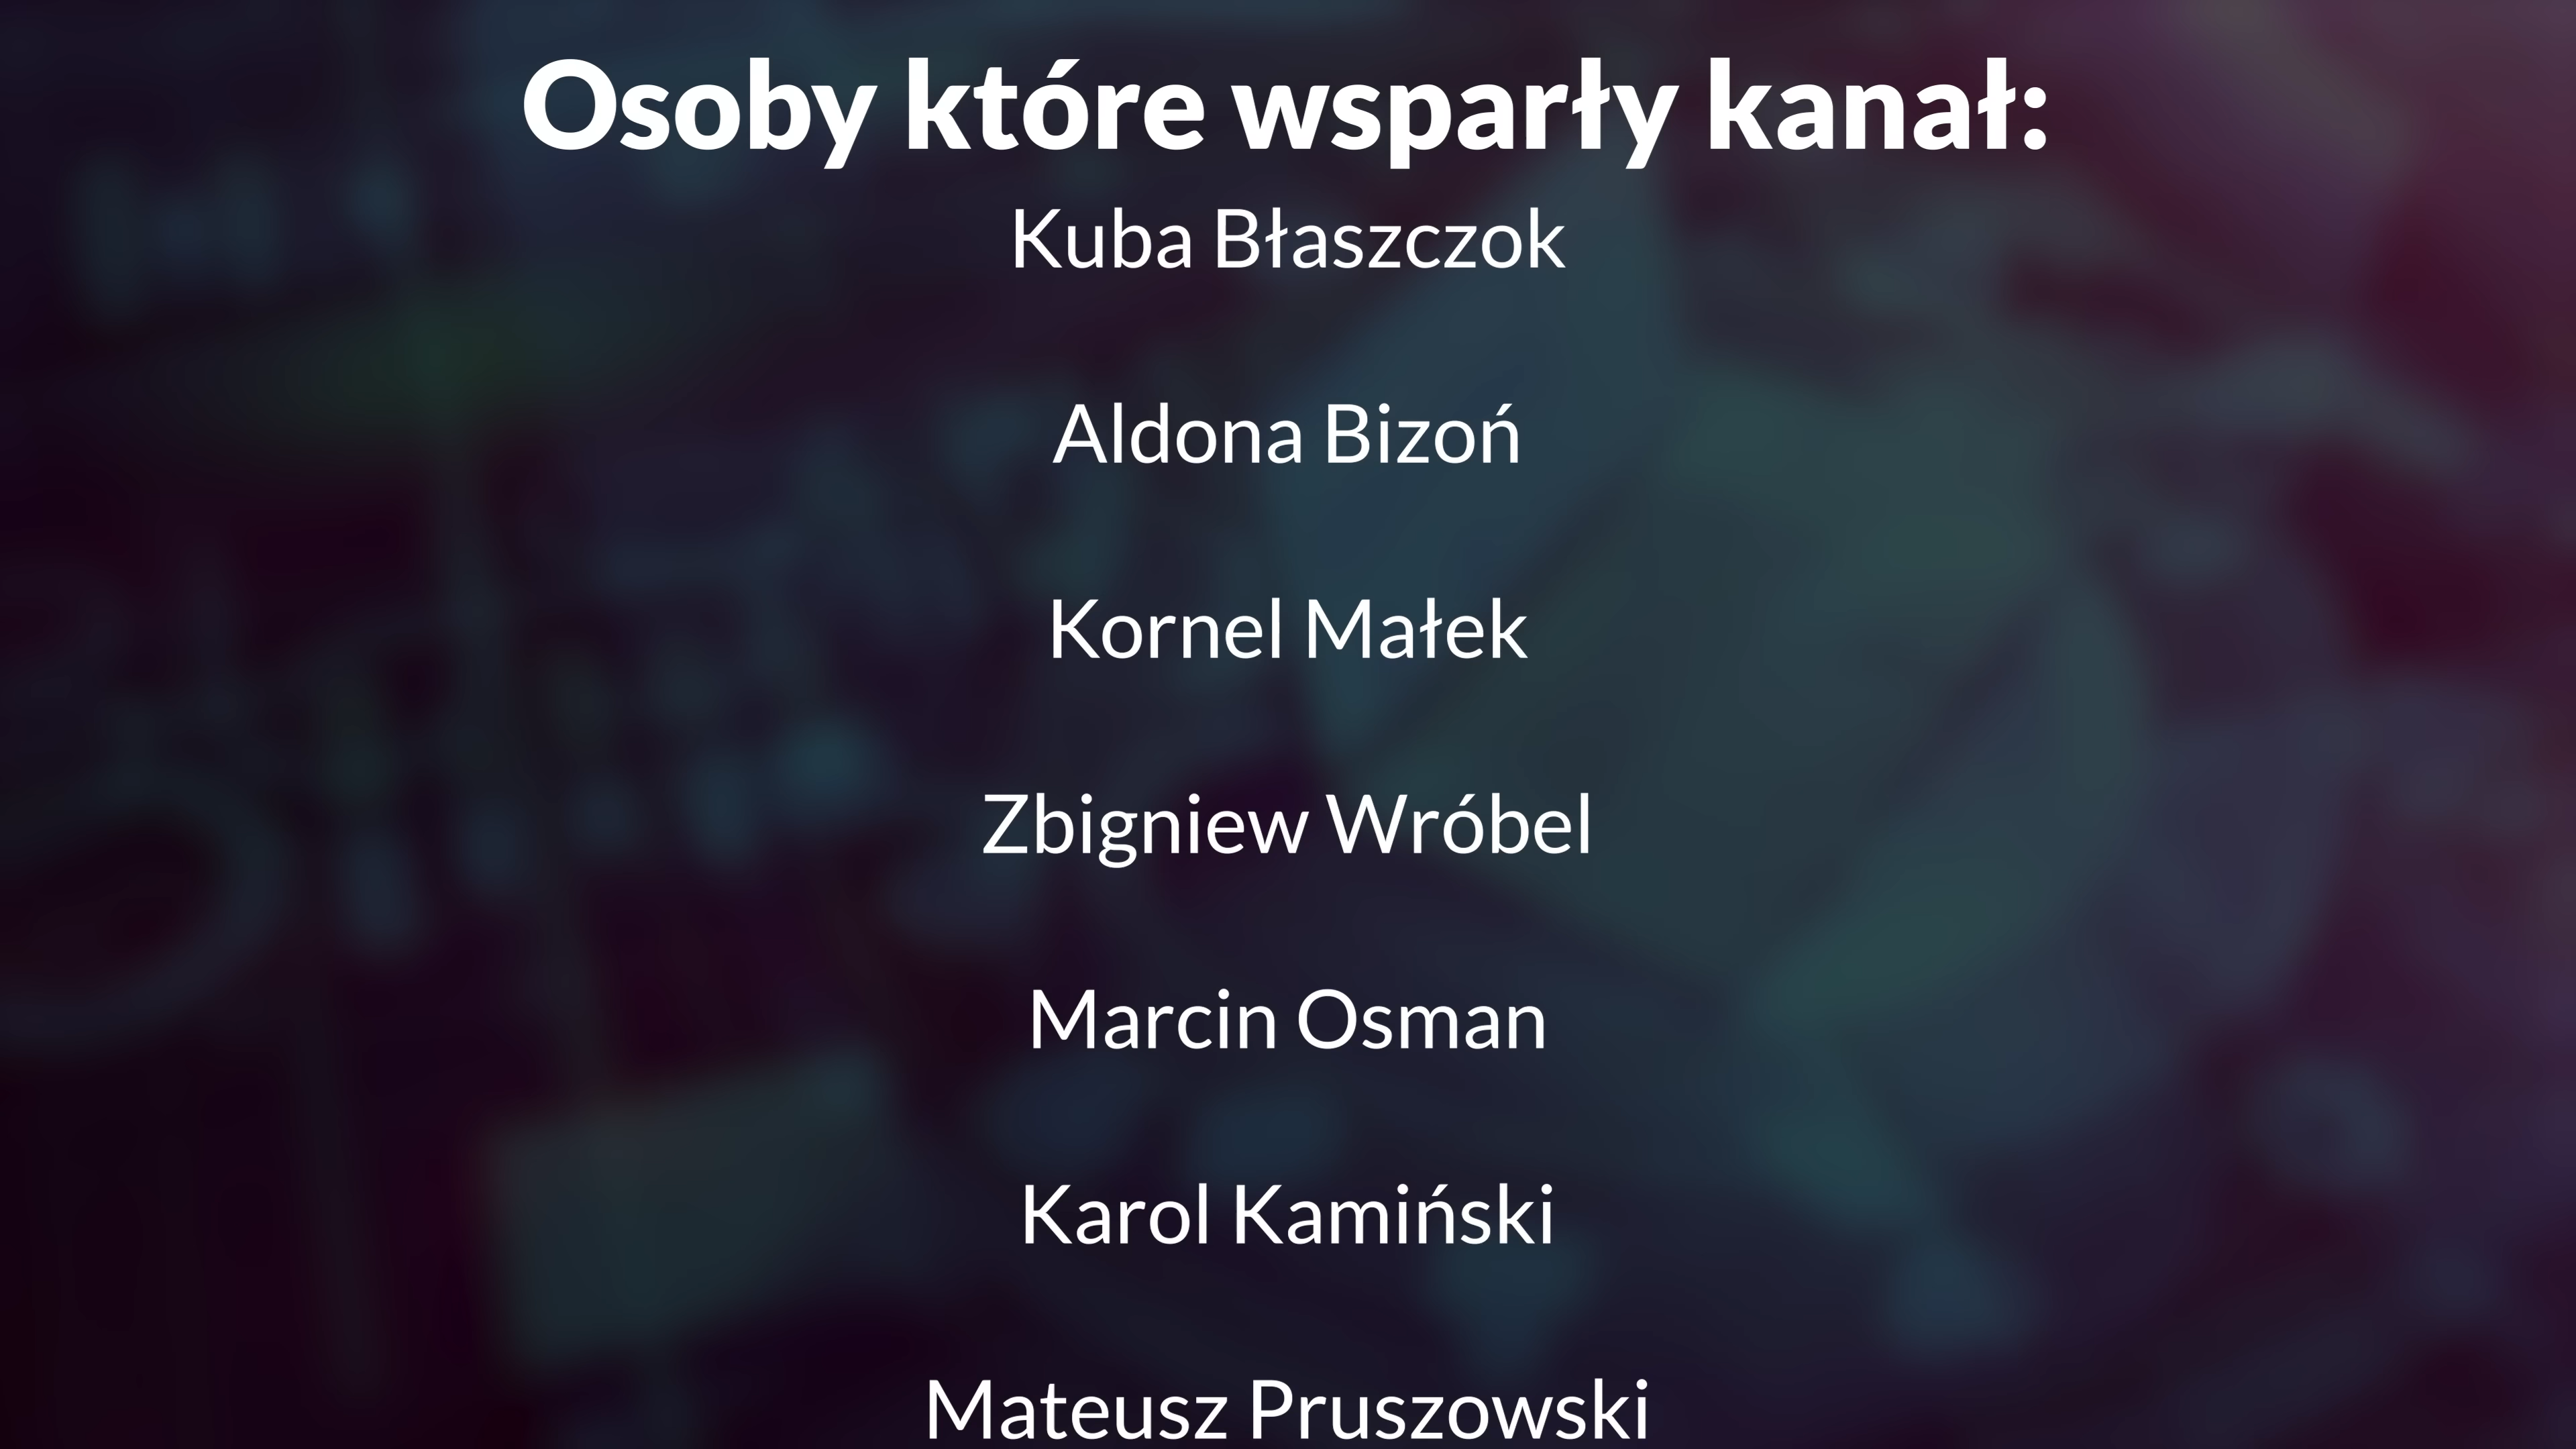 Osoby które wsparły kanał:
Kuba Błaszczok
Aldona Bizoń
Kornel Małek
Zbigniew Wróbel
Marcin Osman
Karol Kamiński
Mateusz Pruszowski